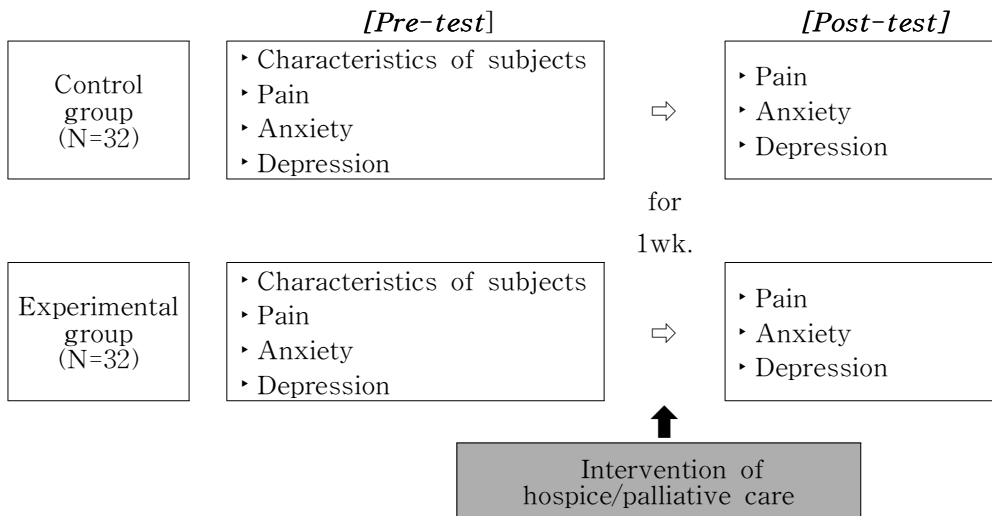 [Pre-test]
[Post-test]
Control
group
(N=32)
‣ Characteristics of subjects
‣ Pain
‣ Anxiety
‣ Depression
⇨
‣ Pain
‣ Anxiety
‣ Depression
for
1wk.
Experimental
group
(N=32)
‣ Characteristics of subjects
‣ Pain
‣ Anxiety
‣ Depression
⇨
‣ Pain
‣ Anxiety
‣ Depression
Intervention of
hospice/palliative care